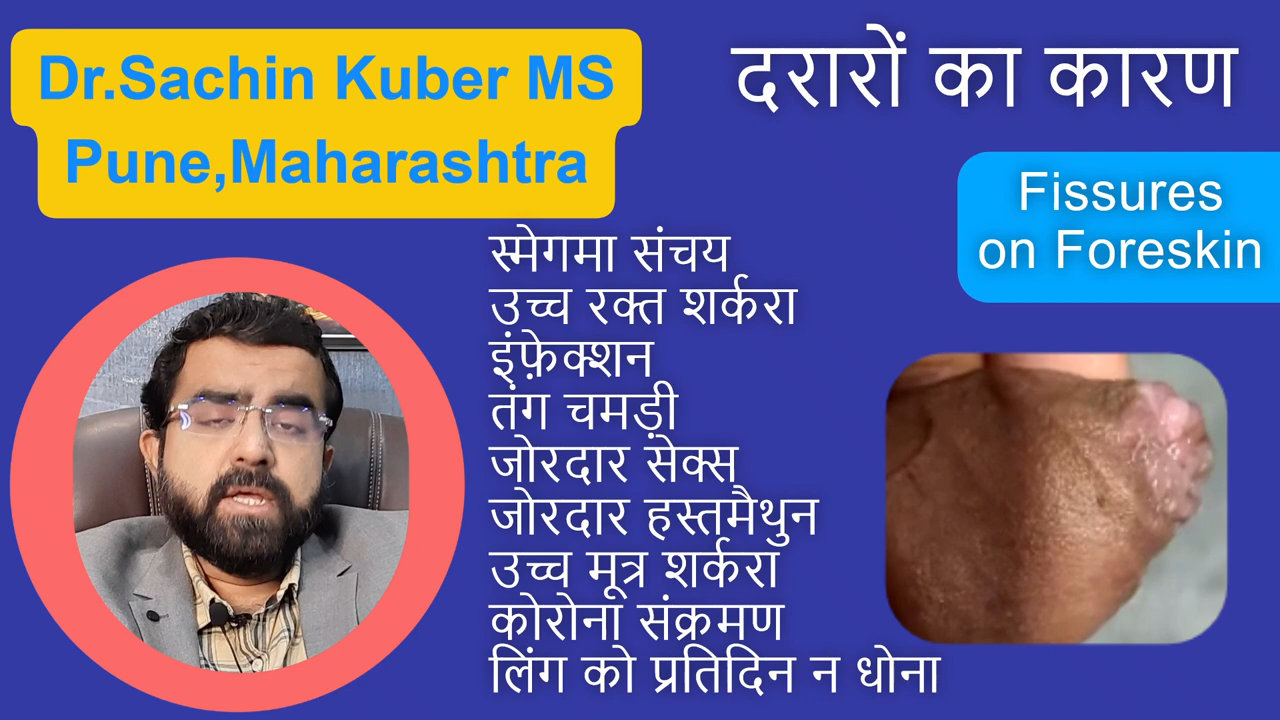 Dr.Sachin Kuber MS
Pune,Maharashtra
दरारों का कारण
Fissures
on Foreskin
स्मेगमा संचय
उच्च रक्त शर्करा
इंफ़ेक्शन
तंग चमड़ी
जोरदार सेक्स
जोरदार हस्तमैथुन
उच्च मूत्र शर्करा
कोरोना संक्रमण
लिंग को प्रतिदिन न धोना